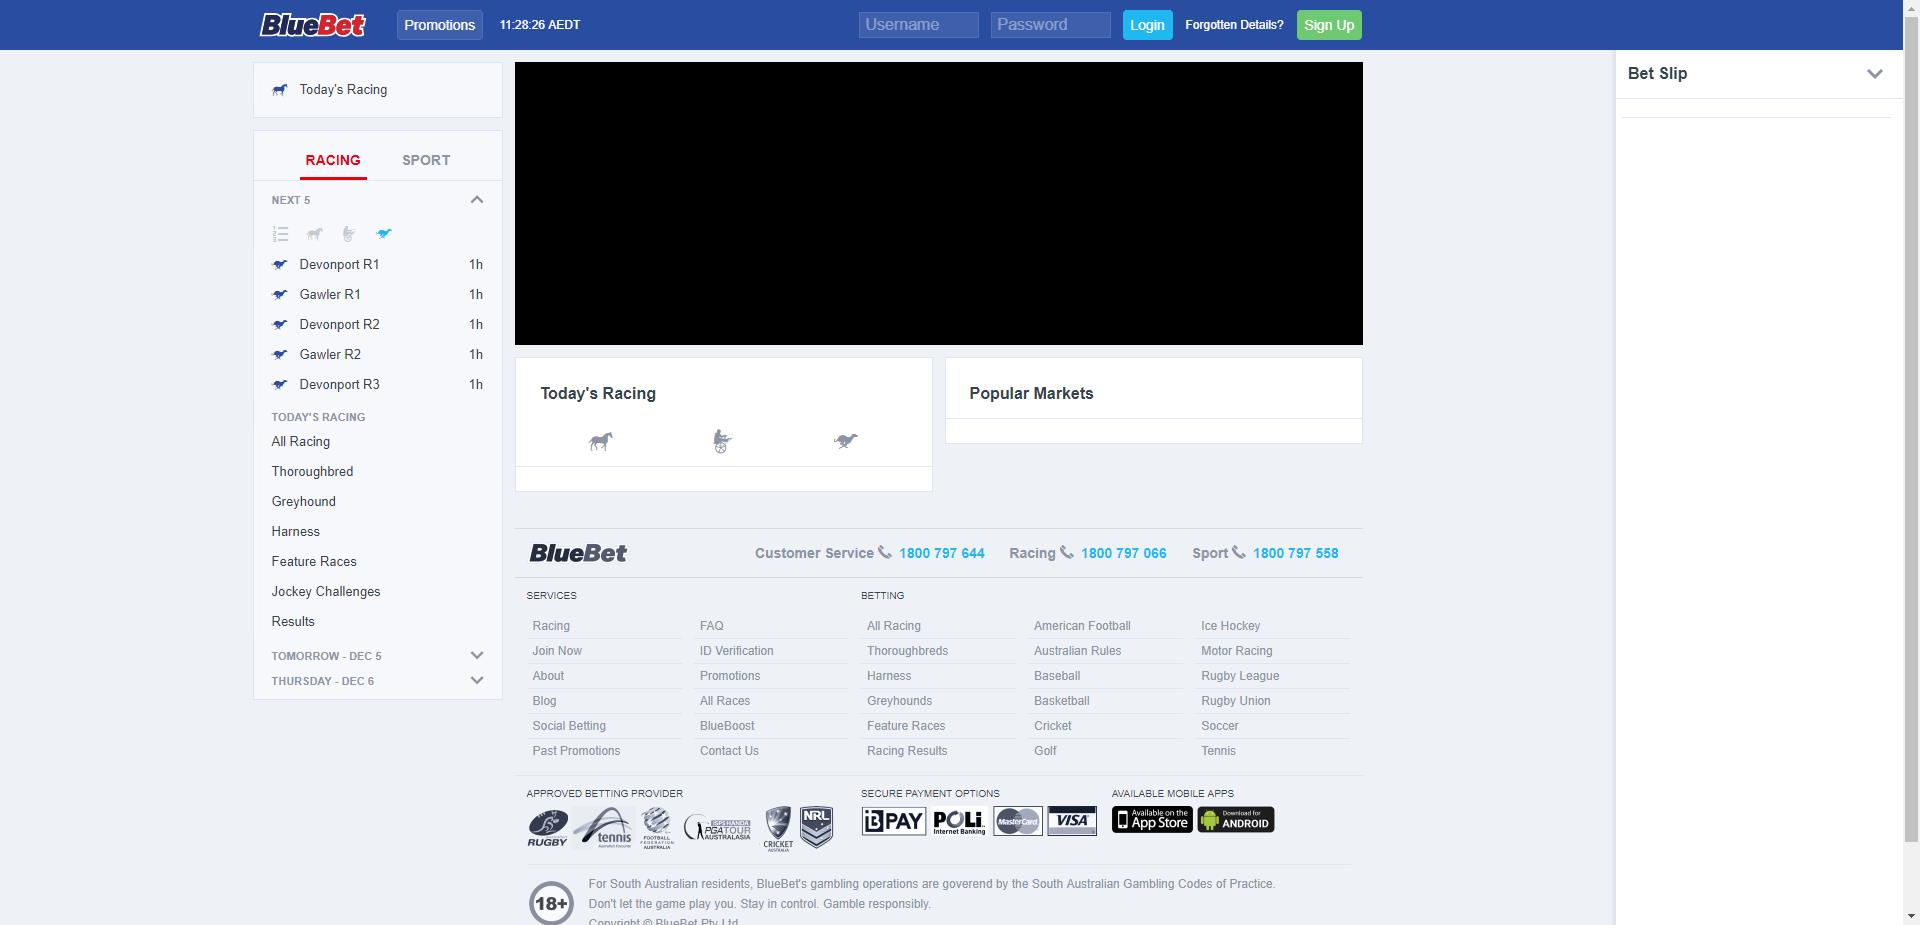 BlueBet
Promotions
11:28:26 AEDT
Username
Password
Login
Forgotten Details?
Sign Up
Today's Racing
RACING
SPORT
NEXT 5
Devonport R1 1h
Gawler R1 1h
Devonport R2 1h
Gawler R2 1h
Devonport R3 1h
TODAY'S RACING
All Racing
Thoroughbred
Greyhound
Harness
Feature Races
Jockey Challenges
Results
TOMORROW - DEC 5
THURSDAY - DEC 6
Today's Racing
Popular Markets
Bet Slip
BlueBet
Customer Service 1800 797 644
Racing 1800 797 066
Sport 1800 797 558
SERVICES
Racing
Join Now
About
Blog
Social Betting
Past Promotions
FAQ
ID Verification
Promotions
All Races
BlueBoost
Contact Us
BETTING
All Racing
Thoroughbreds
Harness
Greyhounds
Feature Races
Racing Results
American Football
Australian Rules
Baseball
Basketball
Cricket
Golf
Ice Hockey
Motor Racing
Rugby League
Rugby Union
Soccer
Tennis
APPROVED BETTING PROVIDER
RUGBY
tennis
FOOTBALL
FEDERATION
AUSTRALIA
PGA TOUR
AUSTRALASIA
CRICKET
AUSTRALIA
NRL
SECURE PAYMENT OPTIONS
BPAY
POLi
Internet Banking
MasterCard
VISA
AVAILABLE MOBILE APPS
Available on the
App Store
Download for
ANDROID
18+
For South Australian residents, BlueBet's gambling operations are goverend by the South Australian Gambling Codes of Practice.
Don't let the game play you. Stay in control. Gamble responsibly.
Copyright © BlueBet Pty Ltd